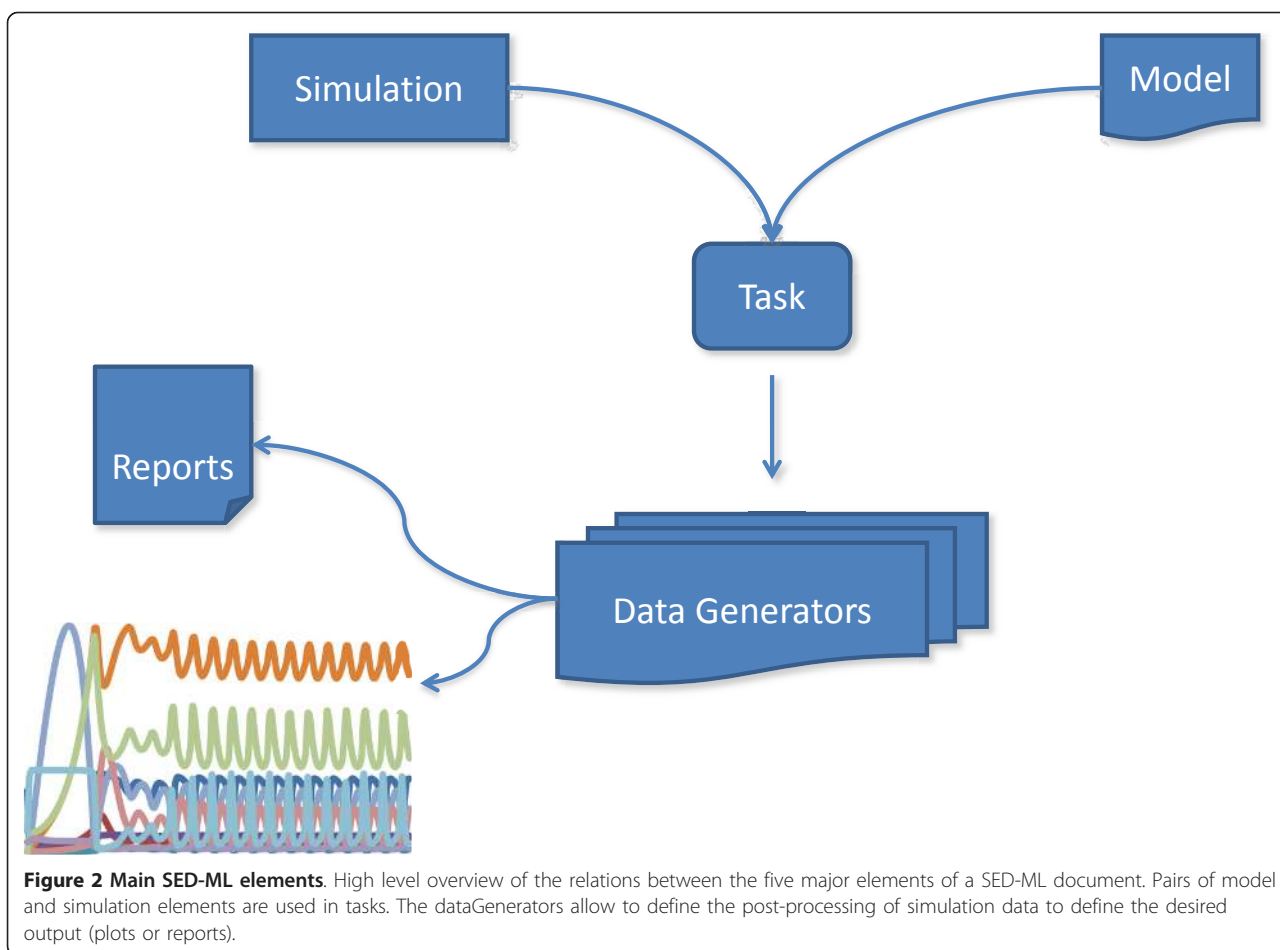 Simulation
Model
Task
Reports
Data Generators
Figure 2 Main SED-ML elements. High level overview of the relations between the five major elements of a SED-ML document. Pairs of model
and simulation elements are used in tasks. The dataGenerators allow to define the post-processing of simulation data to define the desired
output (plots or reports).